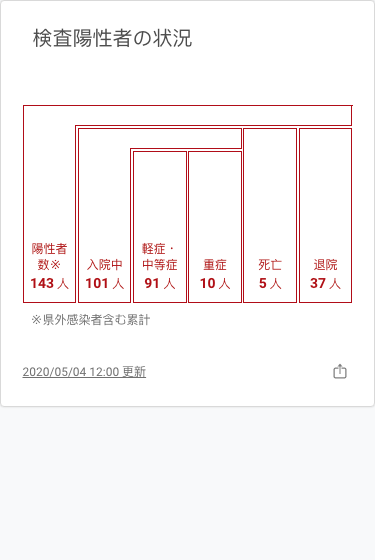 検査陽性者の状況
陽性者
数※
143 人
入院中
101 人
軽症・
中等症
91 人
重症
10 人
死亡
5 人
退院
37 人
※県外感染者含む累計
2020/05/04 12:00 更新